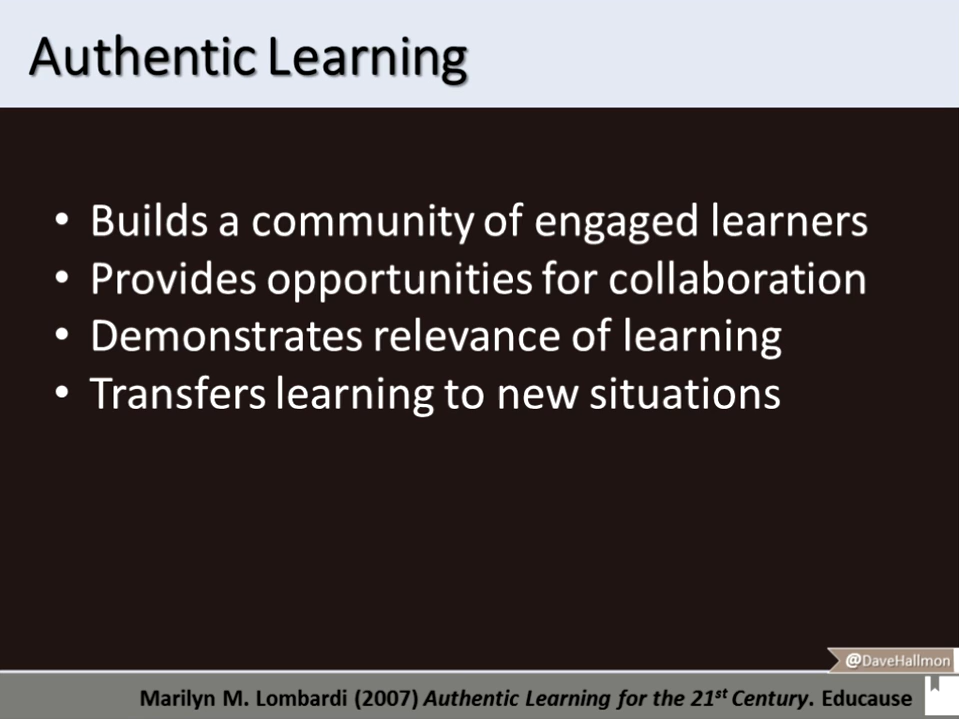 Authentic Learning
• Builds a community of engaged learners
• Provides opportunities for collaboration
• Demonstrates relevance of learning
• Transfers learning to new situations
@DaveHallmon
Marilyn M. Lombardi (2007) Authentic Learning for the 21st Century. Educause